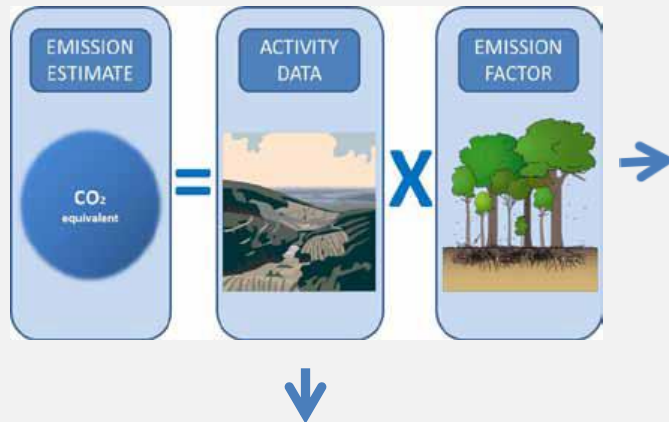 EMISSION
ESTIMATE
CO₂
equivalent
=
ACTIVITY
DATA
X
EMISSION
FACTOR